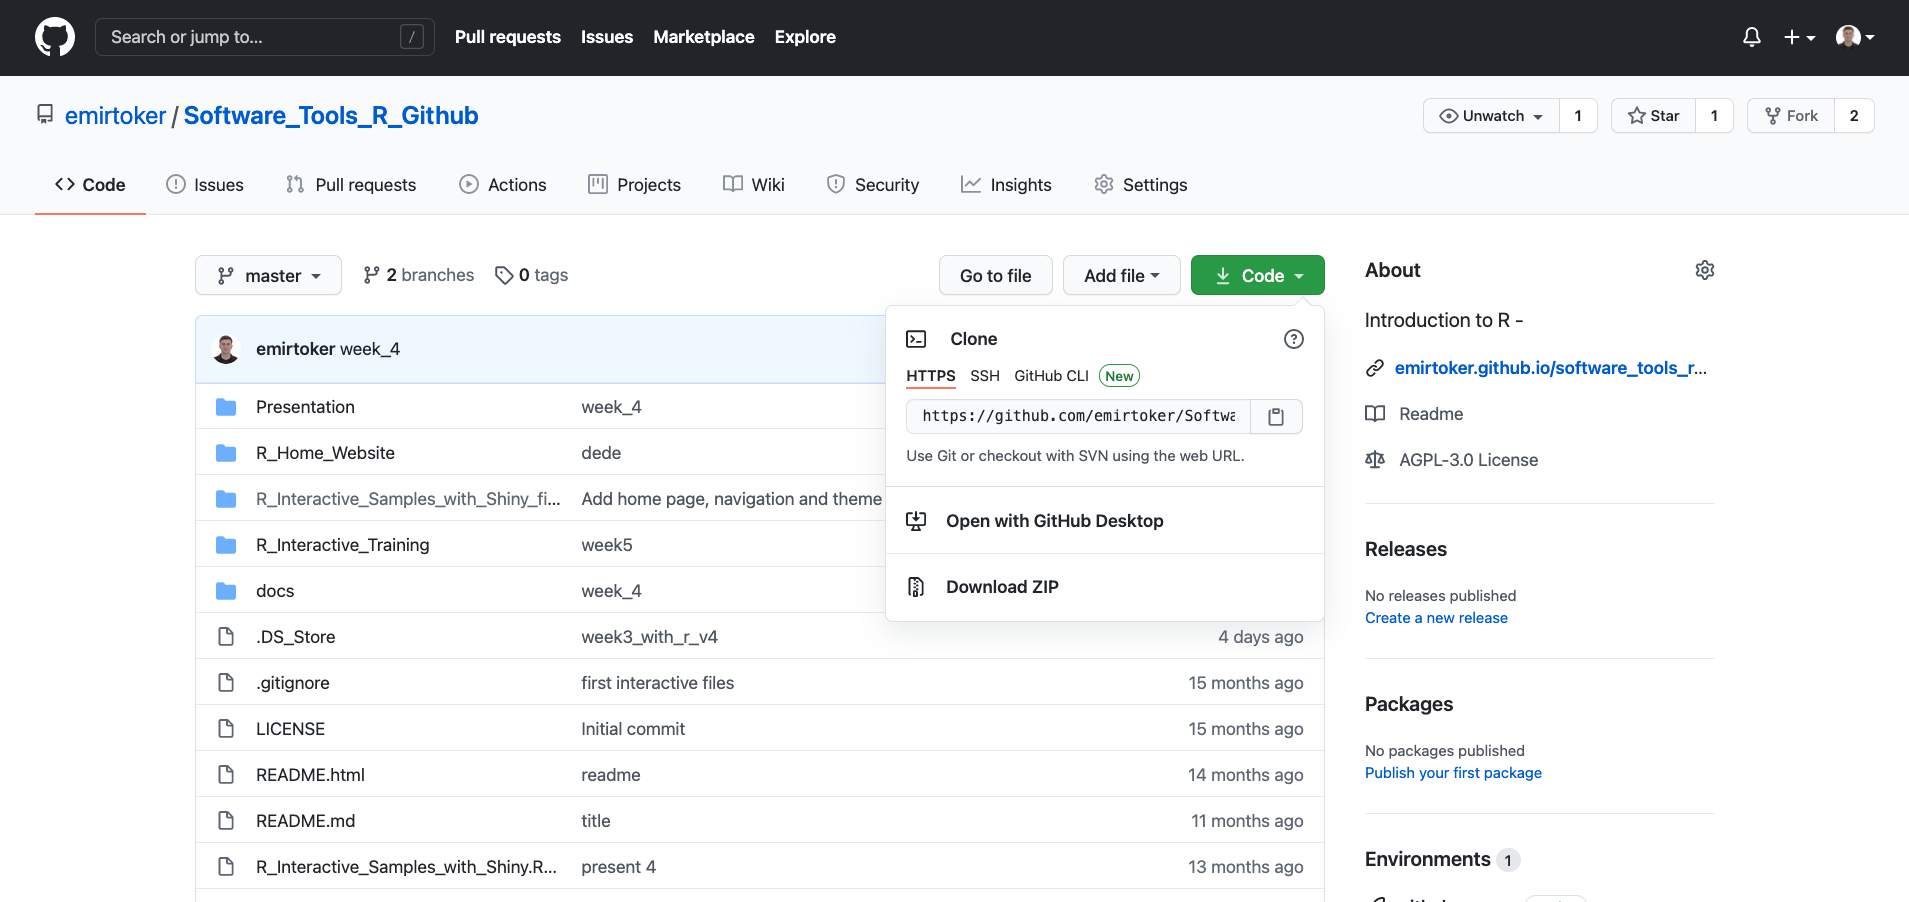 Search or jump to... /
Pull requests Issues Marketplace Explore
emirtoker / Software_Tools_R_Github
Unwatch 1 Star 1 Fork 2
Code Issues Pull requests Actions Projects Wiki Security Insights Settings
master 2 branches 0 tags
Go to file Add file Code
emirtoker week_4
Presentation week_4
R_Home_Website dede
R_Interactive_Samples_with_Shiny_fi... Add home page, navigation and theme
R_Interactive_Training week5
docs week_4
.DS_Store week3_with_r_v4 4 days ago
.gitignore first interactive files 15 months ago
LICENSE Initial commit 15 months ago
README.html readme 14 months ago
README.md title 11 months ago
R_Interactive_Samples_with_Shiny.R... present 4 13 months ago
Clone
HTTPS SSH GitHub CLI New
https://github.com/emirtoker/Softwa
Use Git or checkout with SVN using the web URL.
Open with GitHub Desktop
Download ZIP
About
Introduction to R -
emirtoker.github.io/software_tools_r...
Readme
AGPL-3.0 License
Releases
No releases published
Create a new release
Packages
No packages published
Publish your first package
Environments 1